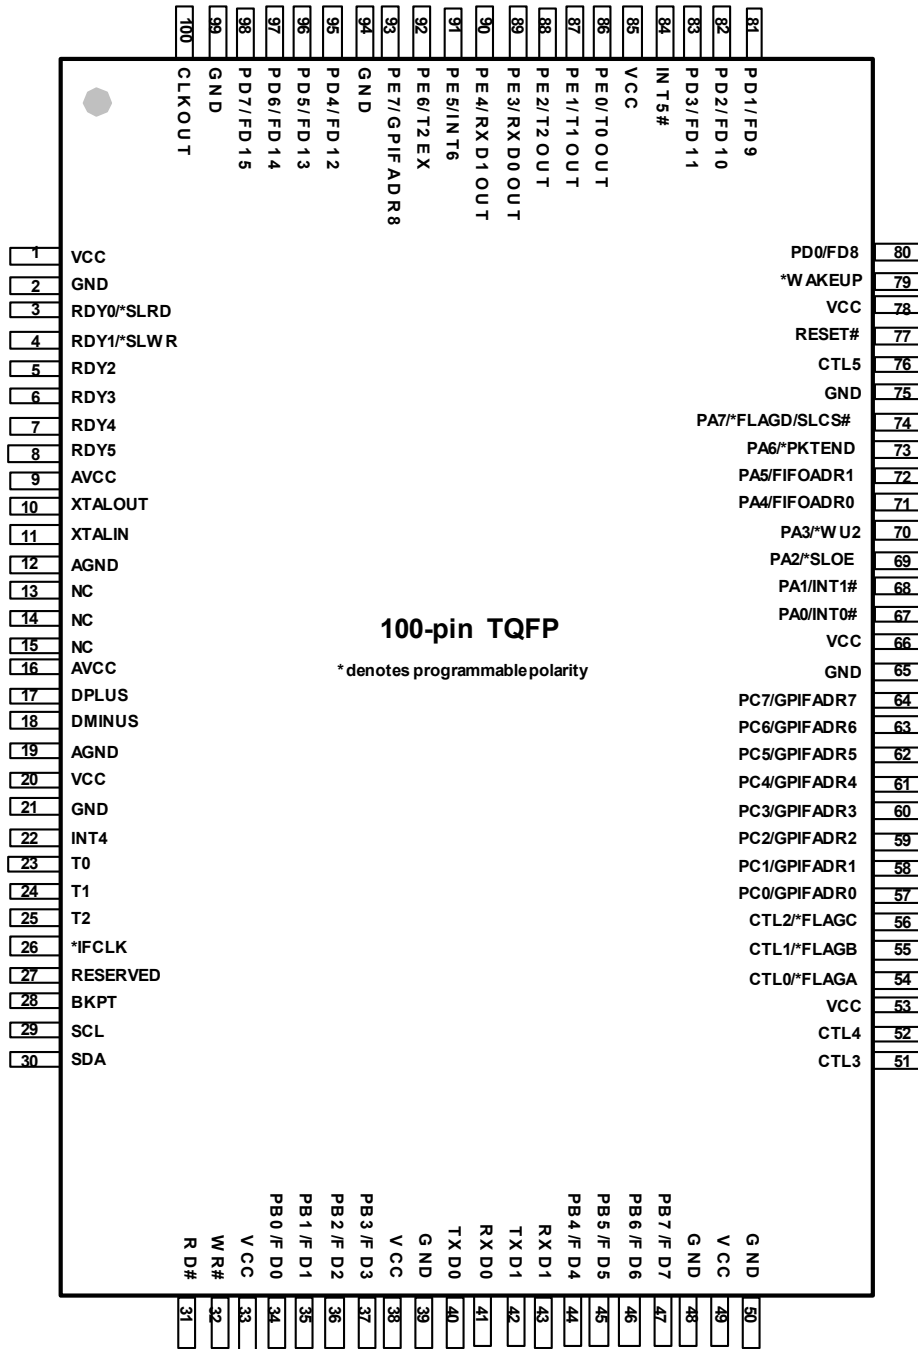 100 99 98 97 96 95 94 93 92 91 90 89 88 87 86 85 84 83 82 81
CLKOUT
GND
PD7/FD15
PD6/FD14
PD5/FD13
PD4/FD12
GND
PE7/GPIFADR8
PE6/T2EX
PE5/INT6
PE4/RXD1OUT
PE3/RXD0OUT
PE2/T2OUT
PE1/T1OUT
PE0/T0OUT
VCC
INT5#
PD3/FD11
PD2/FD10
PD1/FD9
1 VCC
2 GND
3 RDY0/*SLRD
4 RDY1/*SLWR
5 RDY2
6 RDY3
7 RDY4
8 RDY5
9 AVCC
10 XTALOUT
11 XTALIN
12 AGND
13 NC
14 NC
15 NC
16 AVCC
17 DPLUS
18 DMINUS
19 AGND
20 VCC
21 GND
22 INT4
23 T0
24 T1
25 T2
26 *IFCLK
27 RESERVED
28 BKPT
29 SCL
30 SDA
100-pin TQFP
* denotes programmable polarity
PD0/FD8 80
*WAKEUP 79
VCC 78
RESET# 77
CTL5 76
GND 75
PA7/*FLAGD/SLCS# 74
PA6/*PKTEND 73
PA5/FIFOADR1 72
PA4/FIFOADR0 71
PA3/*WU2 70
PA2/*SLOE 69
PA1/INT1# 68
PA0/INT0# 67
VCC 66
GND 65
PC7/GPIFADR7 64
PC6/GPIFADR6 63
PC5/GPIFADR5 62
PC4/GPIFADR4 61
PC3/GPIFADR3 60
PC2/GPIFADR2 59
PC1/GPIFADR1 58
PC0/GPIFADR0 57
CTL2/*FLAGC 56
CTL1/*FLAGB 55
CTL0/*FLAGA 54
VCC 53
CTL4 52
CTL3 51
RD#
WR#
VCC
PB0/FD0
PB1/FD1
PB2/FD2
PB3/FD3
VCC
GND
TXD0
RXD0
TXD1
RXD1
PB4/FD4
PB5/FD5
PB6/FD6
PB7/FD7
GND
VCC
GND
31 32 33 34 35 36 37 38 39 40 41 42 43 44 45 46 47 48 49 50